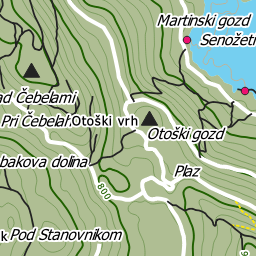 Martinski gozd
Senožet
ad Čebelami
Pri Čebelar
Otoški vrh
Otoški gozd
bakova dolina
Plaz
800
k
Pod Stanovnikom